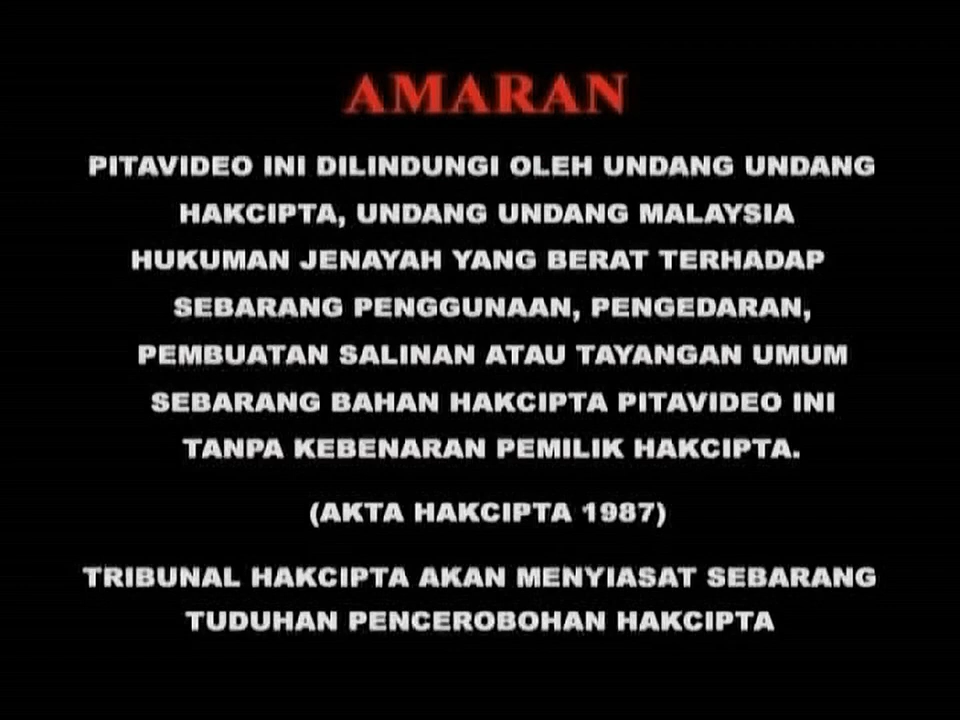 AMARAN
PITAVIDEO INI DILINDUNGI OLEH UNDANG UNDANG
HAKCIPTA, UNDANG UNDANG MALAYSIA
HUKUMAN JENAYAH YANG BERAT TERHADAP
SEBARANG PENGGUNAAN, PENGEDARAN,
PEMBUATAN SALINAN ATAU TAYANGAN UMUM
SEBARANG BAHAN HAKCIPTA PITAVIDEO INI
TANPA KEBENARAN PEMILIK HAKCIPTA.
(AKTA HAKCIPTA 1987)
TRIBUNAL HAKCIPTA AKAN MENYIASAT SEBARANG
TUDUHAN PENCEROBOHAN HAKCIPTA